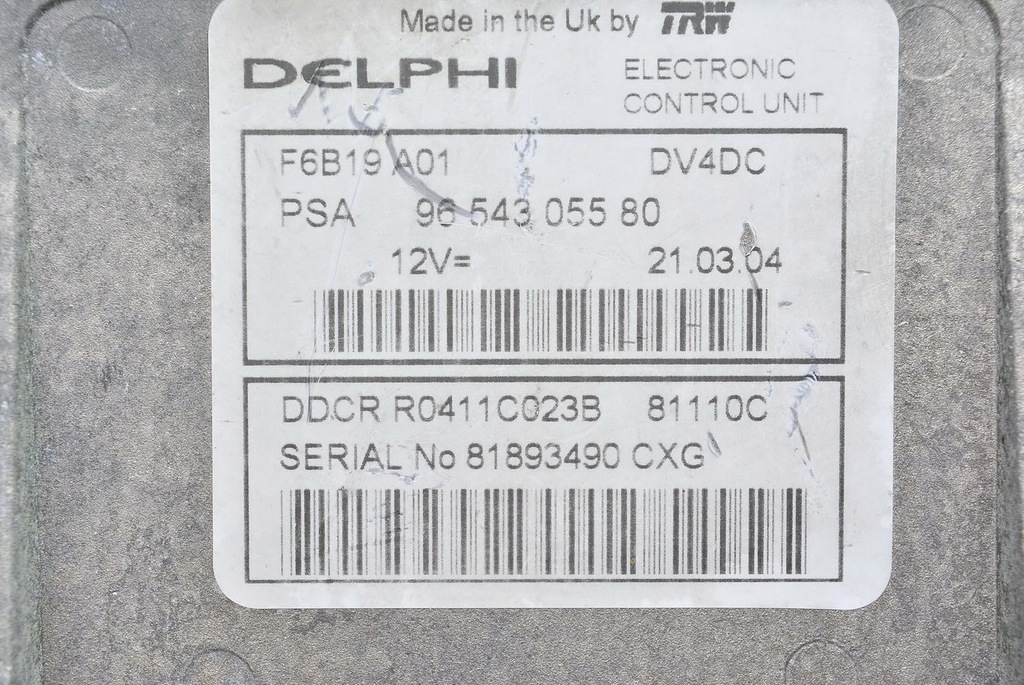 Made in the Uk by TRW
DELPHI ELECTRONIC
CONTROL UNIT
F6B19 A01 DV4DC
PSA 96 543 055 80
12V= 21.03.04
DDCR R0411C023B 81110C
SERIAL No 81893490 CXG